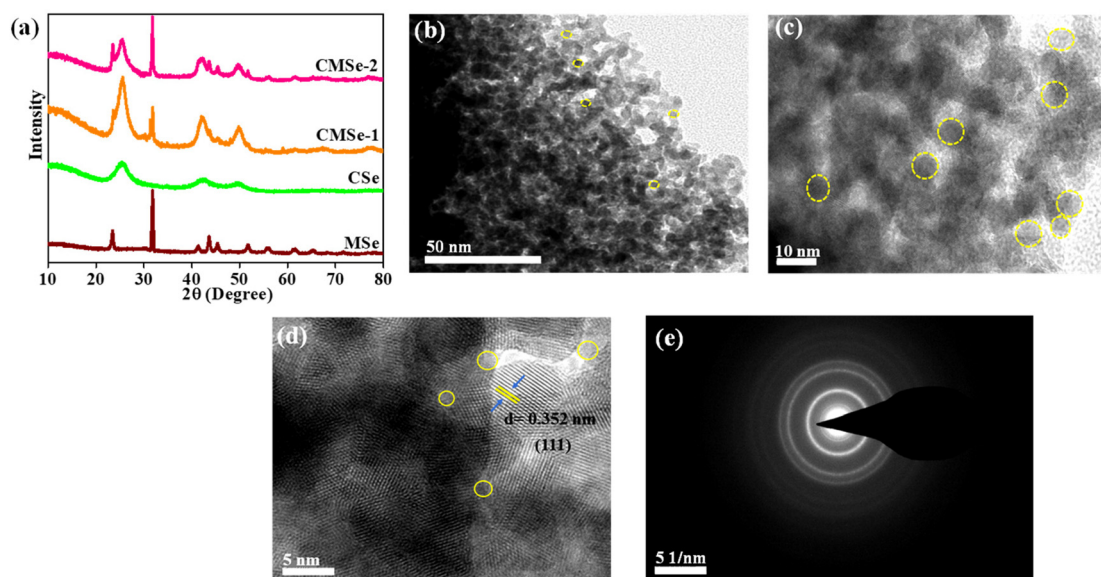 (a)
CMSe-2
CMSe-1
CSe
MSe
Intensity
10 20 30 40 50 60 70 80
2θ (Degree)
(b)
50 nm
(c)
10 nm
(d)
d= 0.352 nm
(111)
5 nm
(e)
5 1/nm